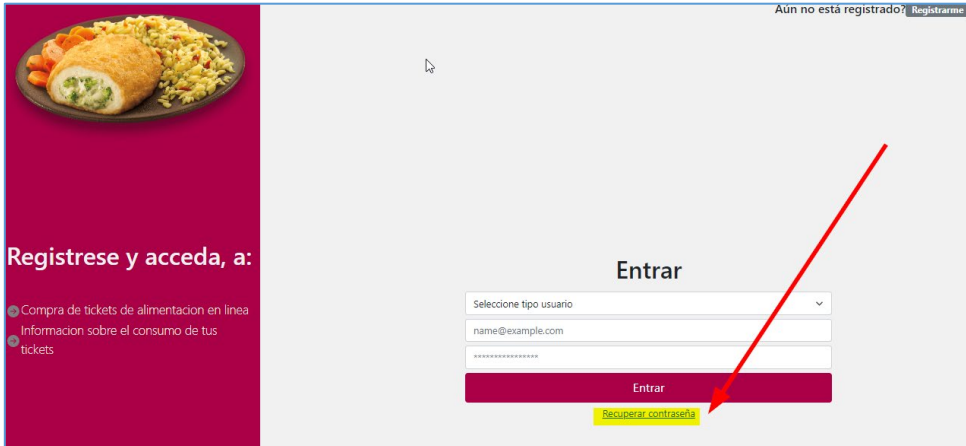 Aún no está registrado? Registrarme
Registrese y acceda, a:
Compra de tickets de alimentacion en linea
Informacion sobre el consumo de tus
tickets
Entrar
Seleccione tipo usuario
name@example.com
****************
Entrar
Recuperar contraseña